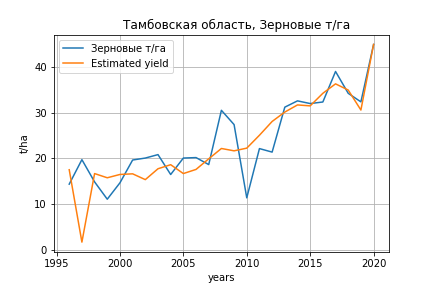 Тамбовская область, Зерновые т/га
Зерновые т/га
Estimated yield
t/ha
40
30
20
10
0
1995 2000 2005 2010 2015 2020
years